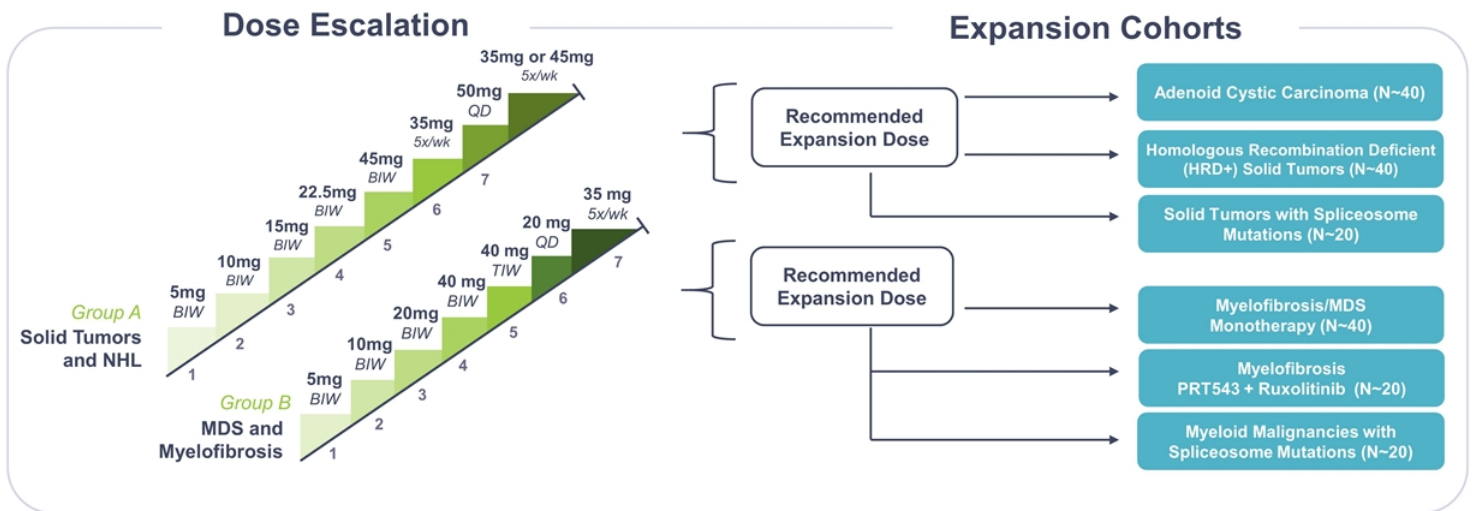 Dose Escalation
Expansion Cohorts
Group A
Solid Tumors
and NHL
5mg
BIW
1
10mg
BIW
2
15mg
BIW
3
22.5mg
BIW
4
45mg
BIW
5
35mg
5x/wk
6
50mg
QD
7
35mg or 45mg
5x/wk
Group B
MDS and
Myelofibrosis
5mg
BIW
1
10mg
BIW
2
20mg
BIW
3
40 mg
BIW
4
40 mg
TIW
5
20 mg
QD
6
35 mg
5x/wk
7
Recommended
Expansion Dose
Adenoid Cystic Carcinoma (N~40)
Homologous Recombination Deficient
(HRD+) Solid Tumors (N~40)
Solid Tumors with Spliceosome
Mutations (N~20)
Recommended
Expansion Dose
Myelofibrosis/MDS
Monotherapy (N~40)
Myelofibrosis
PRT543 + Ruxolitinib (N~20)
Myeloid Malignancies with
Spliceosome Mutations (N~20)